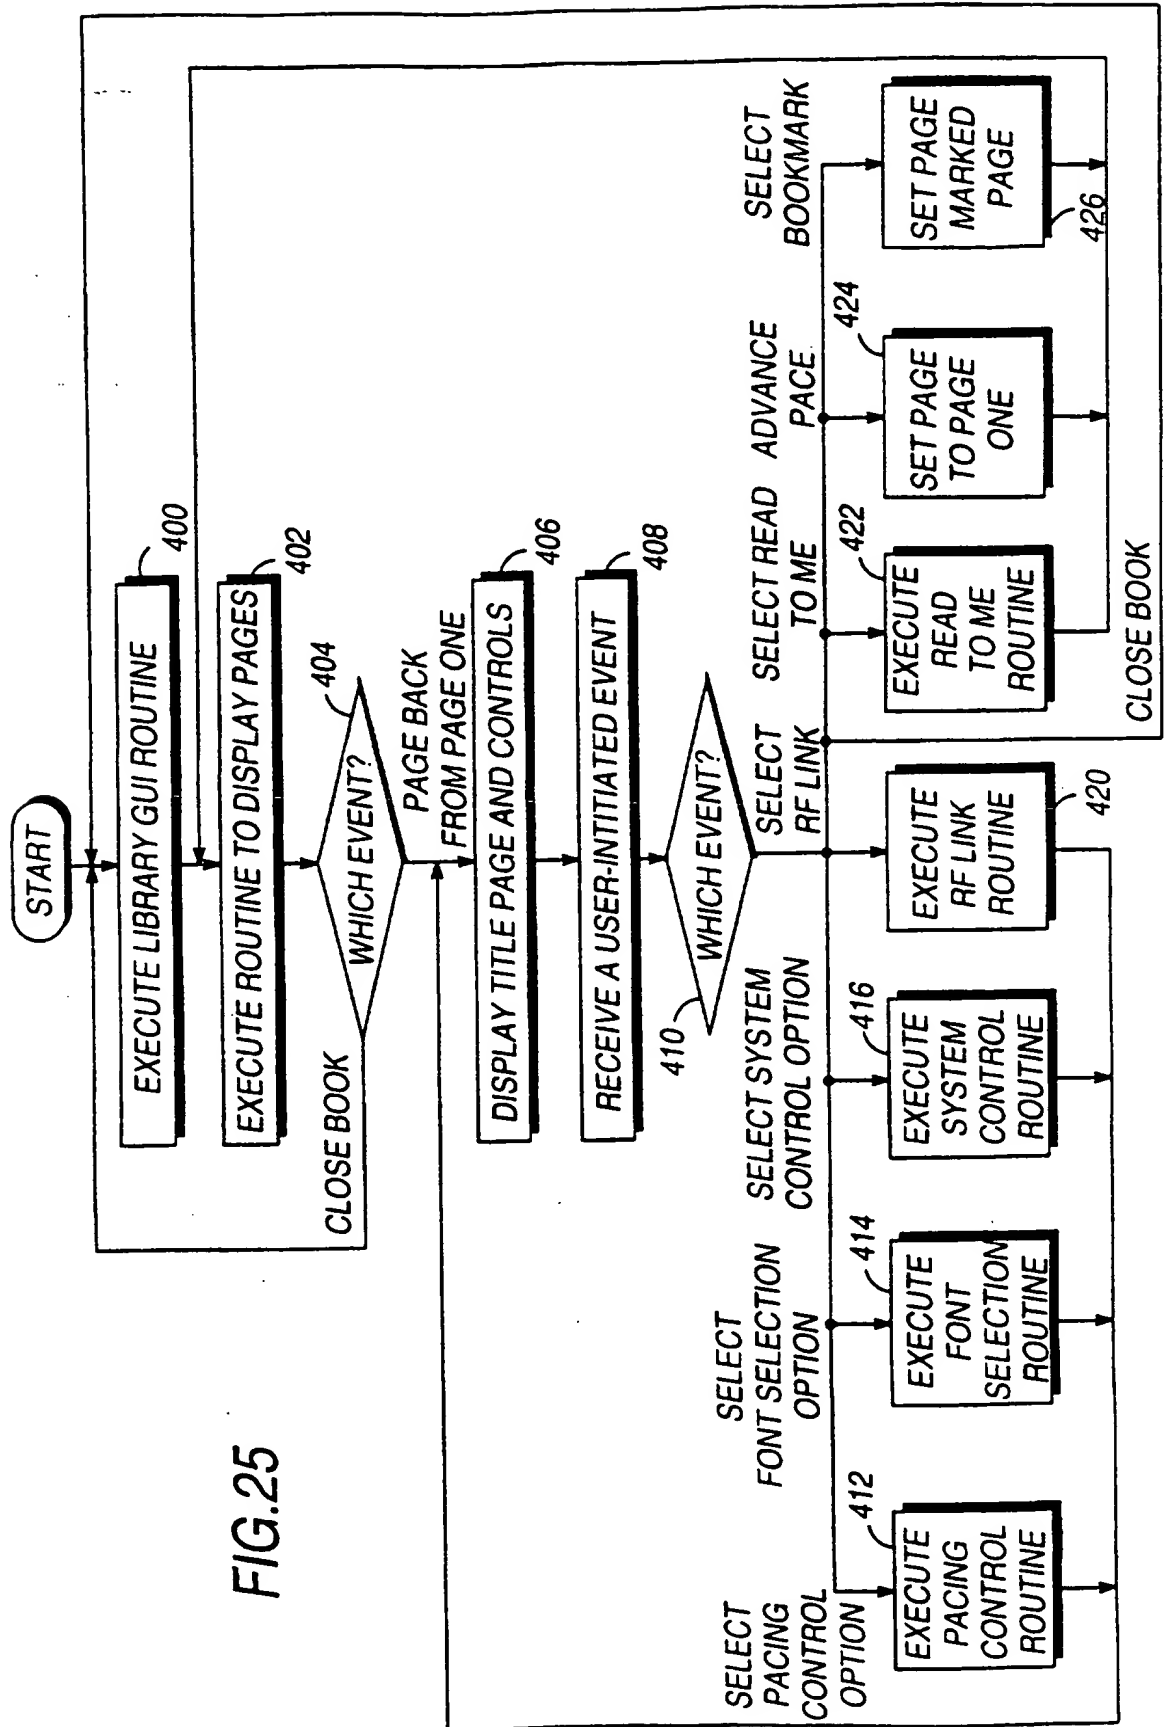 FIG.25
START
EXECUTE LIBRARY GUI ROUTINE
400
EXECUTE ROUTINE TO DISPLAY PAGES
402
WHICH EVENT?
404
CLOSE BOOK
PAGE BACK
FROM PAGE ONE
DISPLAY TITLE PAGE AND CONTROLS
406
RECEIVE A USER-INTITIATED EVENT
408
WHICH EVENT?
410
SELECT
PACING
CONTROL
OPTION
SELECT
FONT SELECTION
OPTION
SELECT SYSTEM
CONTROL OPTION
SELECT
RF LINK
SELECT READ
TO ME
ADVANCE
PACE
SELECT
BOOKMARK
412
EXECUTE
PACING
CONTROL
ROUTINE
414
EXECUTE
FONT
SELECTION
ROUTINE
416
EXECUTE
SYSTEM
CONTROL
ROUTINE
EXECUTE
RF LINK
ROUTINE
420
422
EXECUTE
READ
TO ME
ROUTINE
424
SET PAGE
TO PAGE
ONE
SET PAGE
MARKED
PAGE
426
CLOSE BOOK